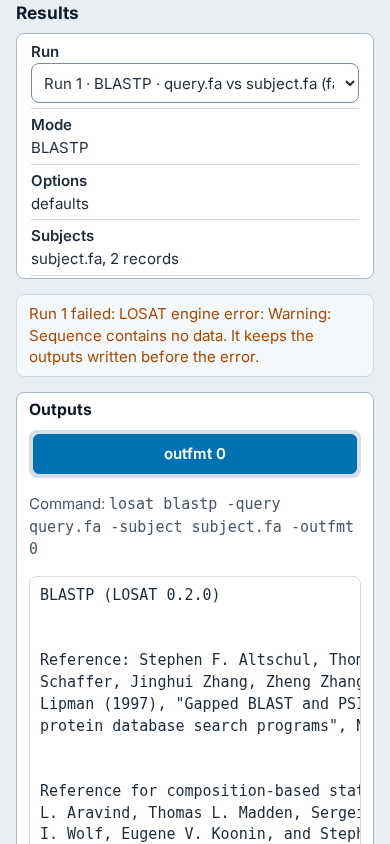 Results
Run
Run 1 · BLASTP · query.fa vs subject.fa (fa
Mode
BLASTP
Options
defaults
Subjects
subject.fa, 2 records
Run 1 failed: LOSAT engine error: Warning:
Sequence contains no data. It keeps the
outputs written before the error.
Outputs
outfmt 0
Command: losat blastp -query
query.fa -subject subject.fa -outfmt
0
BLASTP (LOSAT 0.2.0)
Reference: Stephen F. Altschul, Thom
Schaffer, Jinghui Zhang, Zheng Zhang
Lipman (1997), "Gapped BLAST and PSI
protein database search programs", N
Reference for composition-based stat
L. Aravind, Thomas L. Madden, Sergei
I. Wolf, Eugene V. Koonin, and Steph